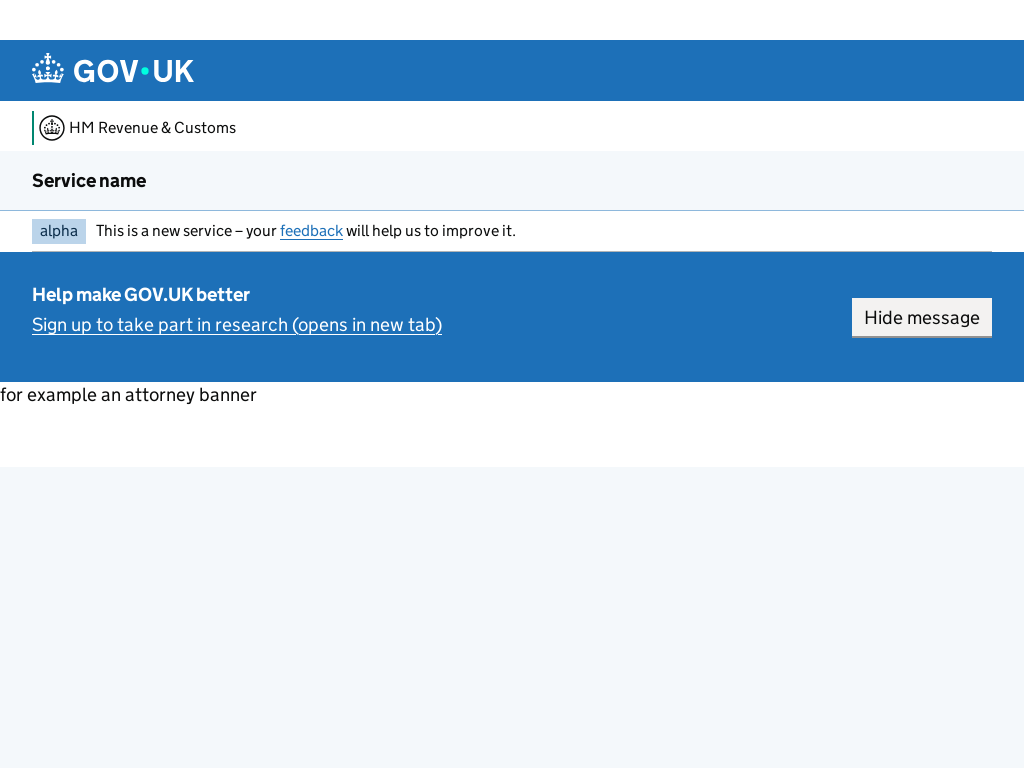 GOV·UK
HM Revenue & Customs
Service name
alpha This is a new service – your feedback will help us to improve it.
Help make GOV.UK better
Sign up to take part in research (opens in new tab)
Hide message
for example an attorney banner